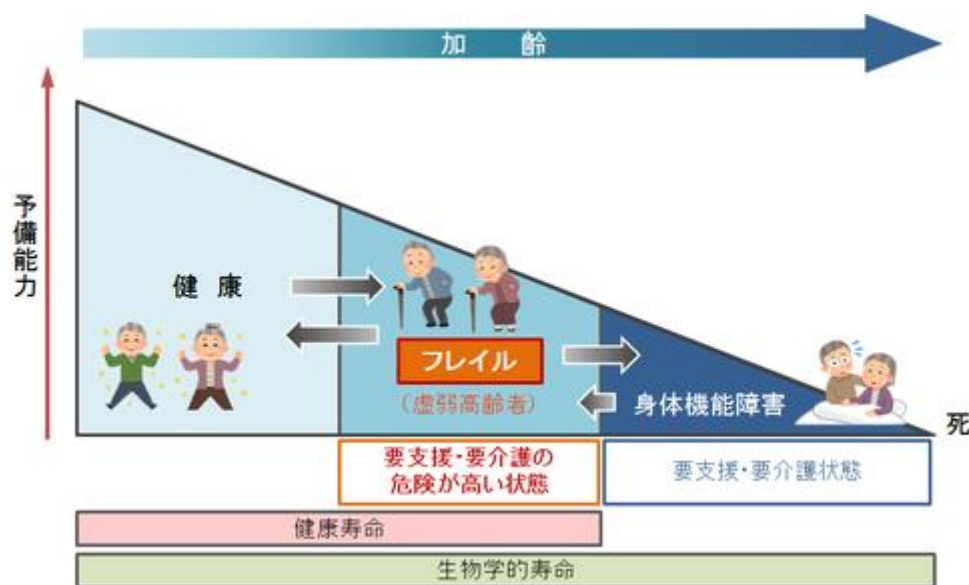 加齢
予備能力
健康
フレイル
(虚弱高齢者)
身体機能障害
死
要支援・要介護の
危険が高い状態
要支援・要介護状態
健康寿命
生物学的寿命